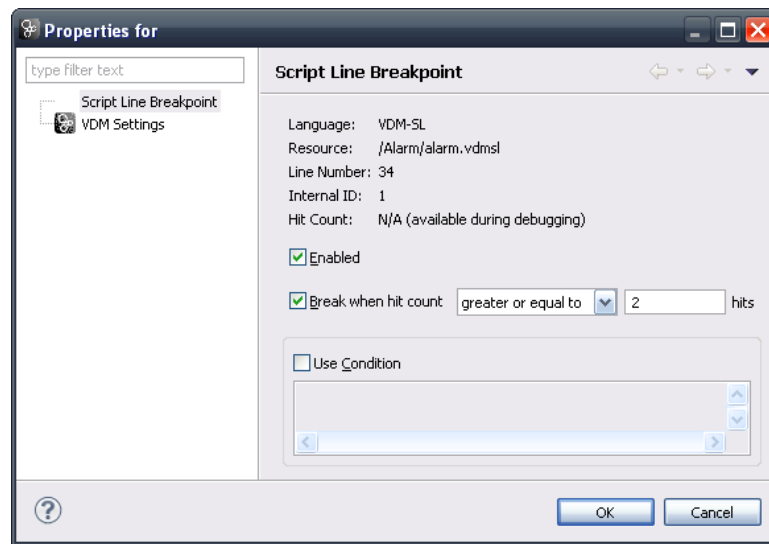 Properties for
type filter text
Script Line Breakpoint
VDM Settings
Script Line Breakpoint
Language: VDM-SL
Resource: /Alarm/alarm.vdmsl
Line Number: 34
Internal ID: 1
Hit Count: N/A (available during debugging)
Enabled
Break when hit count greater or equal to 2 hits
Use Condition
OK Cancel